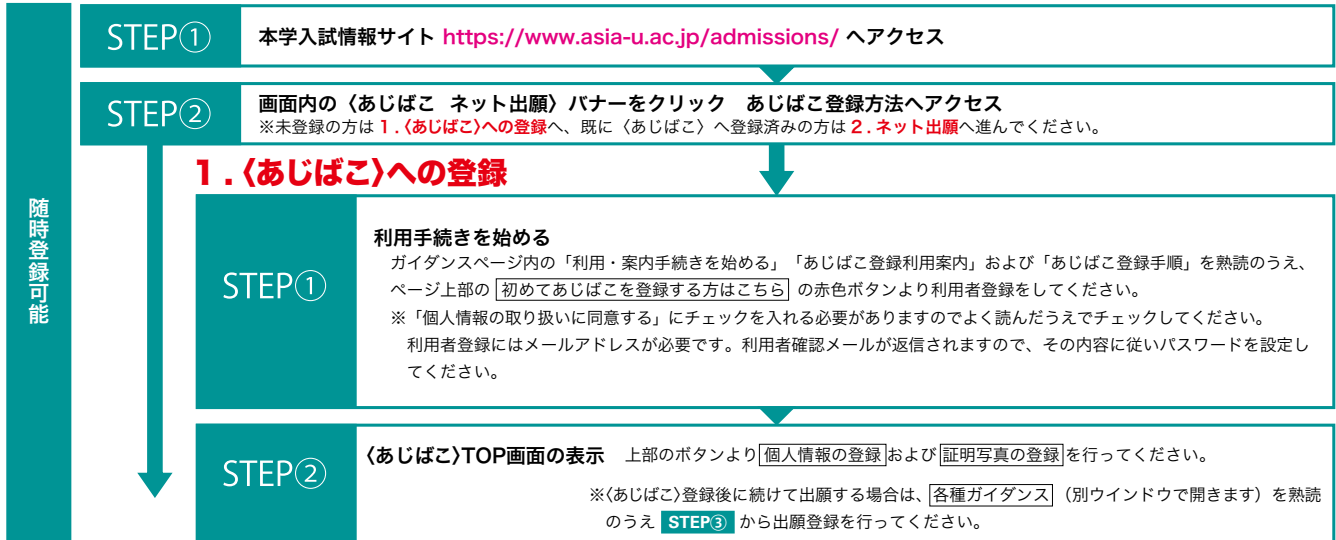 STEP① 本学入試情報サイト https://www.asia-u.ac.jp/admissions/ へアクセス
STEP② 画面内の〈あじばこ ネット出願〉バナーをクリック　あじばこ登録方法へアクセス
※未登録の方は 1．〈あじばこ〉への登録へ、既に〈あじばこ〉へ登録済みの方は 2．ネット出願へ進んでください。
随時登録可能
1．〈あじばこ〉への登録
STEP①
利用手続きを始める
ガイダンスページ内の「利用・案内手続きを始める」「あじばこ登録利用案内」および「あじばこ登録手順」を熟読のうえ、
ページ上部の 初めてあじばこを登録する方はこちら の赤色ボタンより利用者登録をしてください。
※「個人情報の取り扱いに同意する」にチェックを入れる必要がありますのでよく読んだうえでチェックしてください。
利用者登録にはメールアドレスが必要です。利用者確認メールが返信されますので、その内容に従いパスワードを設定し
てください。
STEP②
〈あじばこ〉TOP画面の表示　上部のボタンより 個人情報の登録 および 証明写真の登録 を行ってください。
※〈あじばこ〉登録後に続けて出願する場合は、各種ガイダンス（別ウインドウで開きます）を熟読
のうえ STEP③ から出願登録を行ってください。